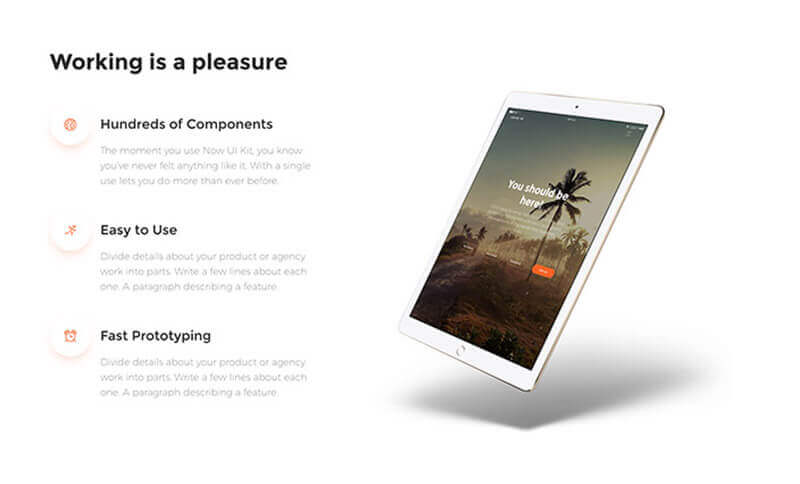 Working is a pleasure
Hundreds of Components
The moment you use Now UI Kit, you know
you've never felt anything like it. With a single
use lets you do more than ever before.
Easy to Use
Divide details about your product or agency
work into parts. Write a few lines about each
one. A paragraph describing a feature.
Fast Prototyping
Divide details about your product or agency
work into parts. Write a few lines about each
one. A paragraph describing a feature.
You should be
here!